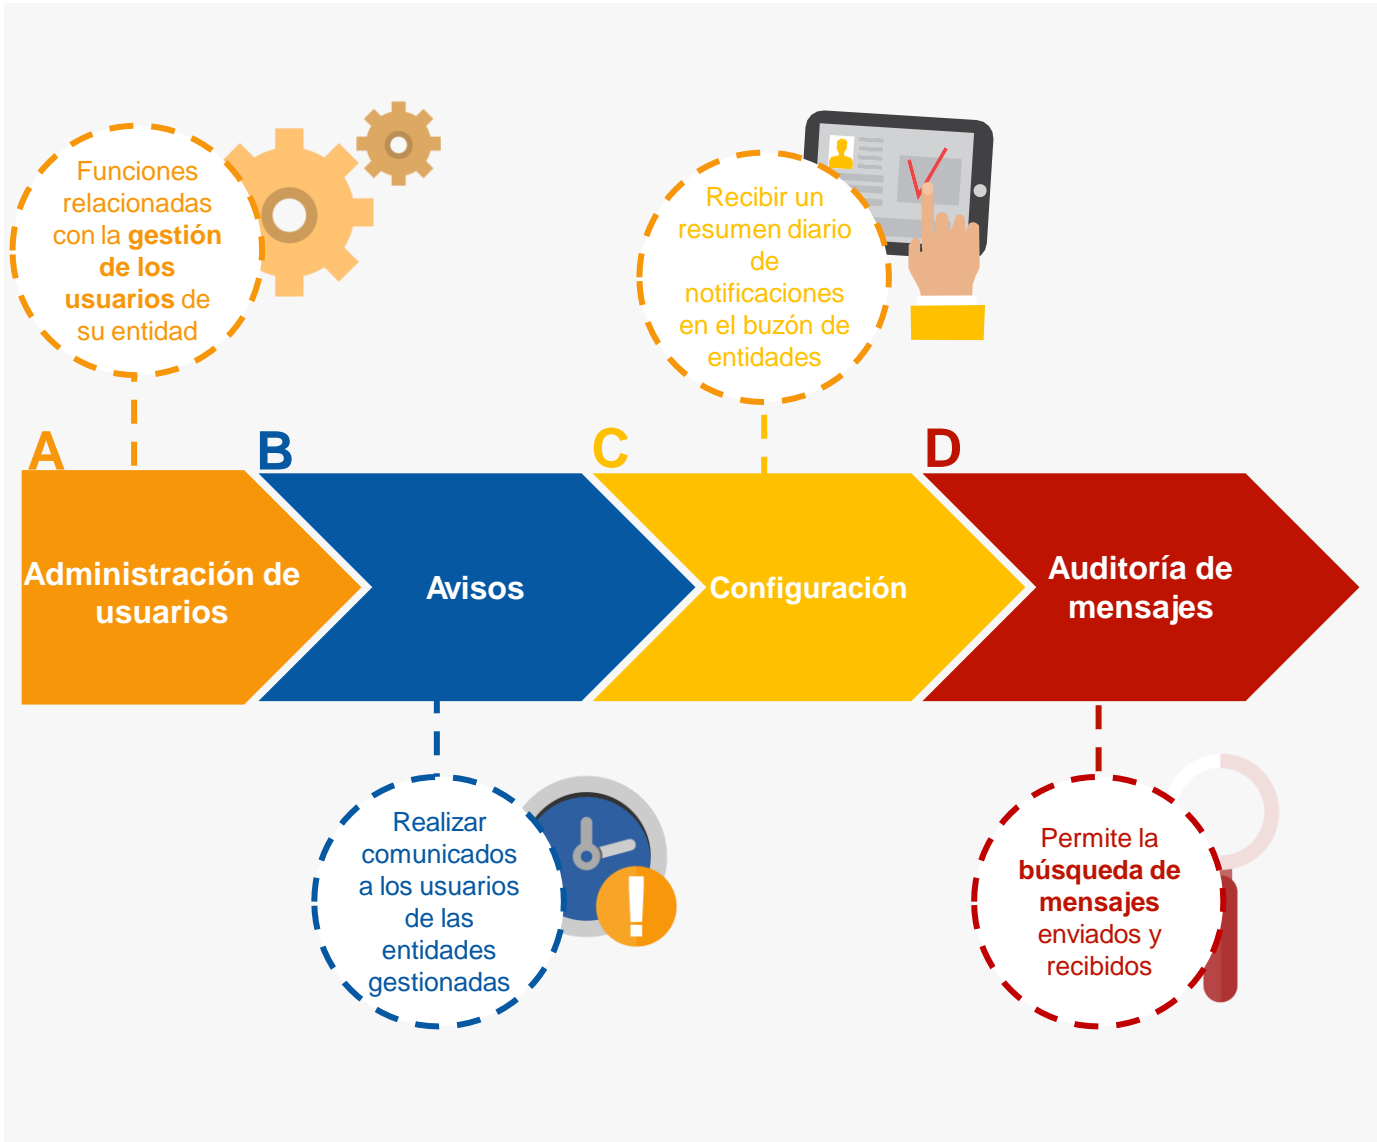 Funciones
relacionadas
con la gestión
de los
usuarios de
su entidad
Recibir un
resumen diario
de
notificaciones
en el buzón de
entidades
A
B
C
D
Administración de
usuarios
Avisos
Configuración
Auditoría de
mensajes
Realizar
comunicados
a los usuarios
de las
entidades
gestionadas
Permite la
búsqueda de
mensajes
enviados y
recibidos